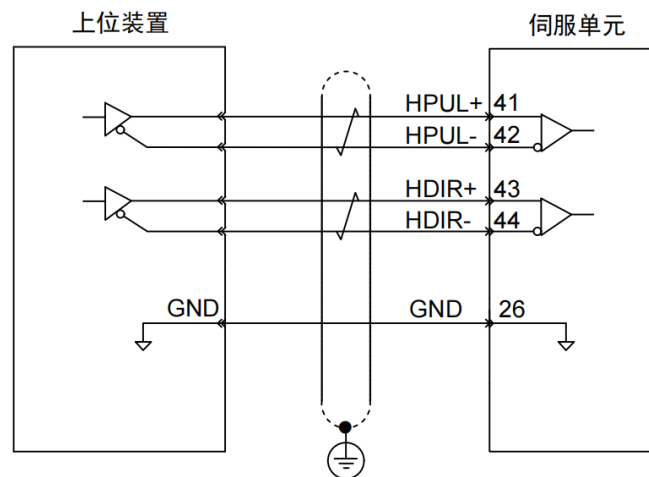 上位装置
伺服单元
HPUL+ 41
HPUL- 42
HDIR+ 43
HDIR- 44
GND GND 26